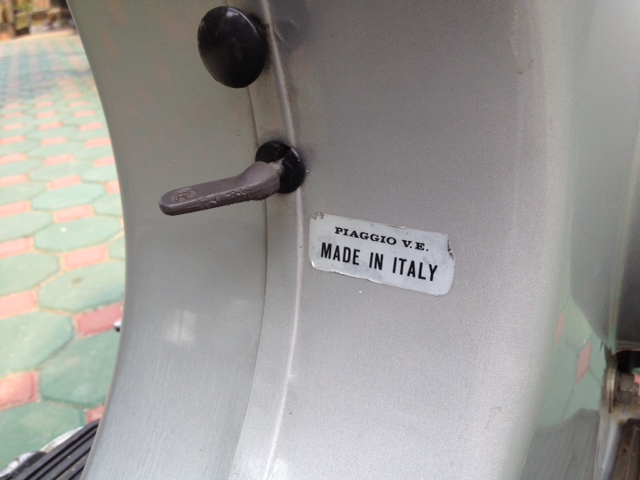 R
PIAGGIO V.E.
MADE IN ITALY